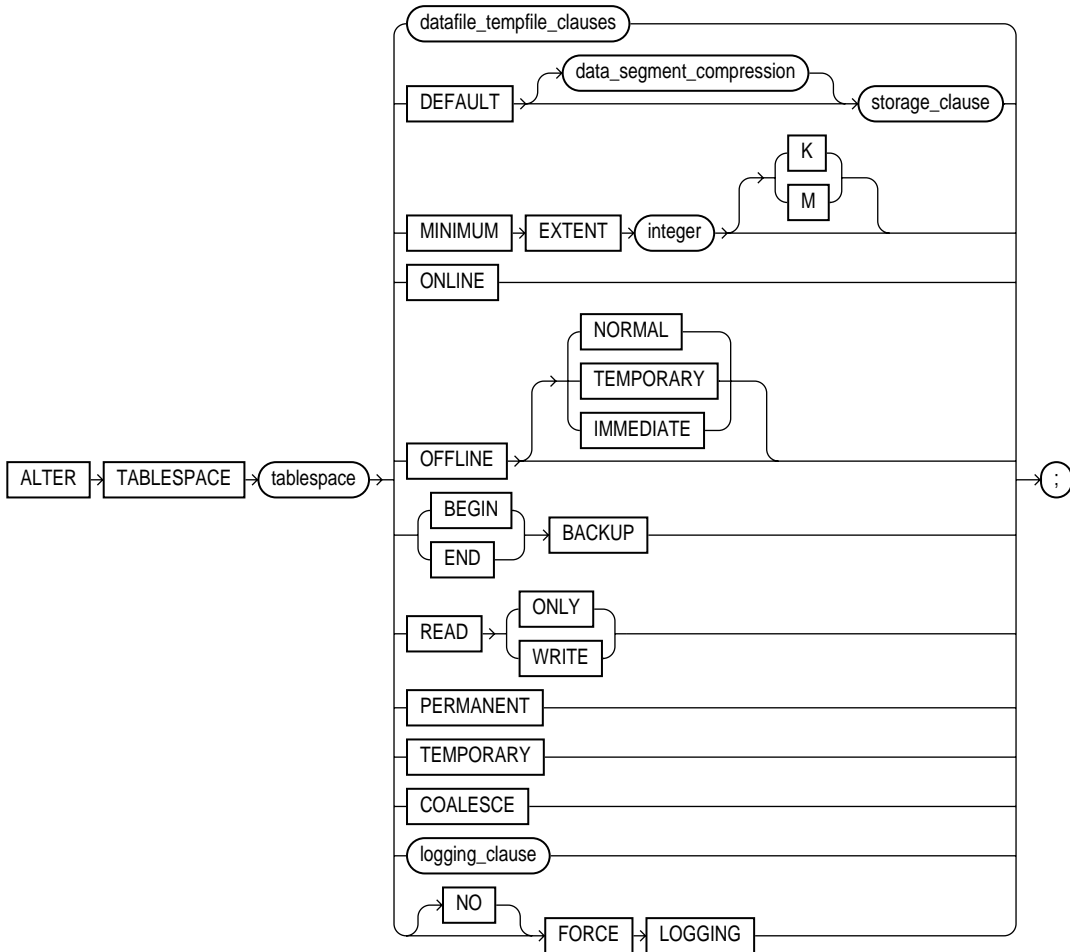 datafile_tempfile_clauses
data_segment_compression
DEFAULT storage_clause
K
M
MINIMUM EXTENT integer
ONLINE
NORMAL
TEMPORARY
IMMEDIATE
OFFLINE
ALTER TABLESPACE tablespace ;
BEGIN
END
BACKUP
READ
ONLY
WRITE
PERMANENT
TEMPORARY
COALESCE
logging_clause
NO
FORCE LOGGING